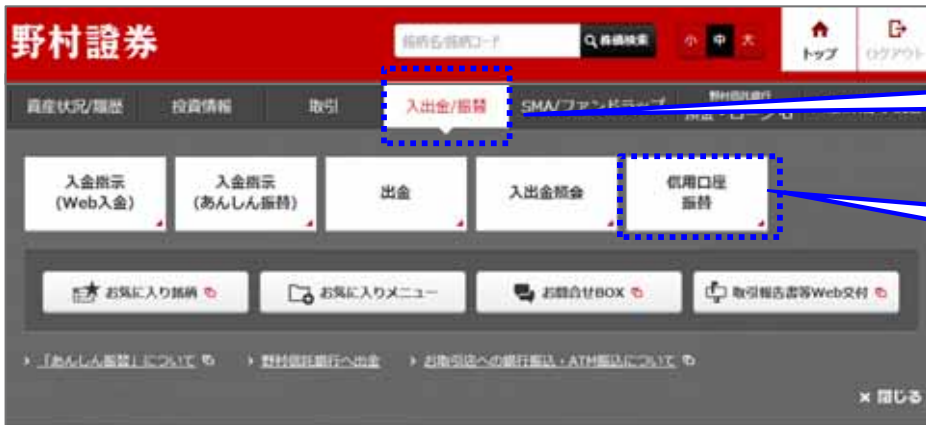 野村證券
銘柄名/銘柄コード 株価検索 小 中 大 トップ ログアウト
資産状況/履歴 投資情報 取引 入出金/振替 SMA/ファンドラップ 野村信託銀行
入金指示
(Web入金)
入金指示
(あんしん振替)
出金
入出金照会
信用口座
振替
お気に入り銘柄 お気に入りメニュー お問合せBOX 取引報告書等Web交付
「あんしん振替」について 野村信託銀行へ出金 お取引店への銀行振込・ATM振込について
× 閉じる